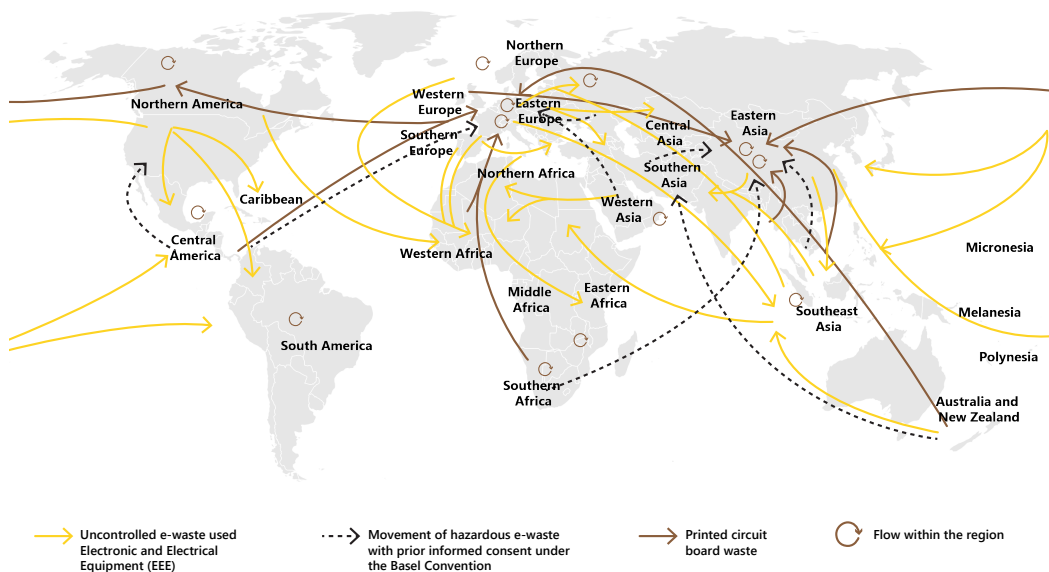 Northern
Europe
Western
Europe
Northern America
Eastern
Europe
Southern
Europe
Central
Asia
Eastern
Asia
Southern
Asia
Northern Africa
Caribbean
Western
Asia
Central
America
Western Africa
Micronesia
Middle
Africa
Eastern
Africa
Southeast
Asia
Melanesia
South America
Polynesia
Southern
Africa
Australia and
New Zealand
Uncontrolled e-waste used
Electronic and Electrical
Equipment (EEE)
Movement of hazardous e-waste
with prior informed consent under
the Basel Convention
Printed circuit
board waste
Flow within the region